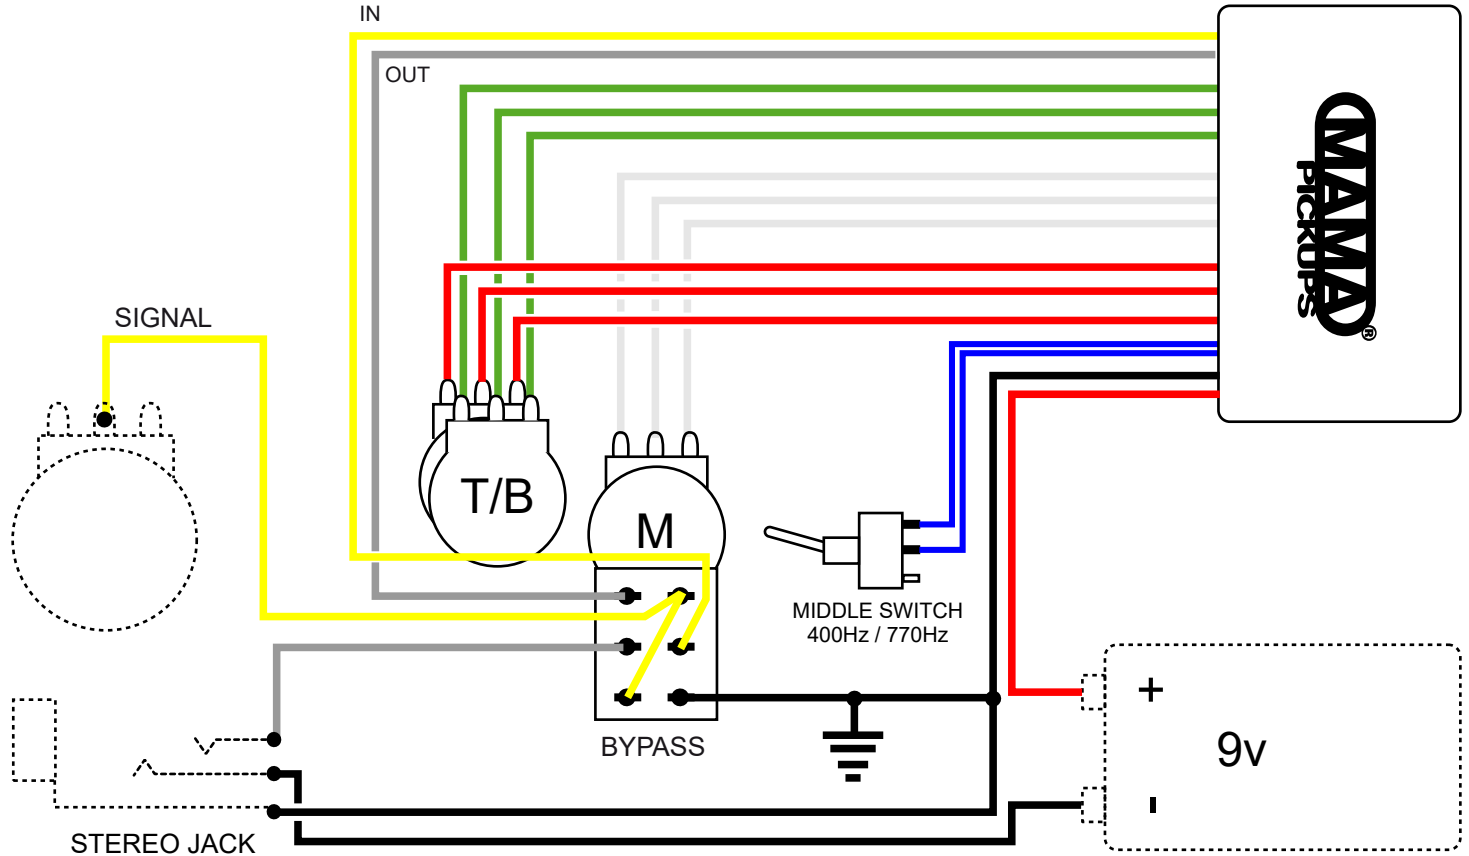 IN
OUT
MAMA
PICKUPS
®
SIGNAL
T/B
M
MIDDLE SWITCH
400Hz / 770Hz
+
9v
-
BYPASS
STEREO JACK